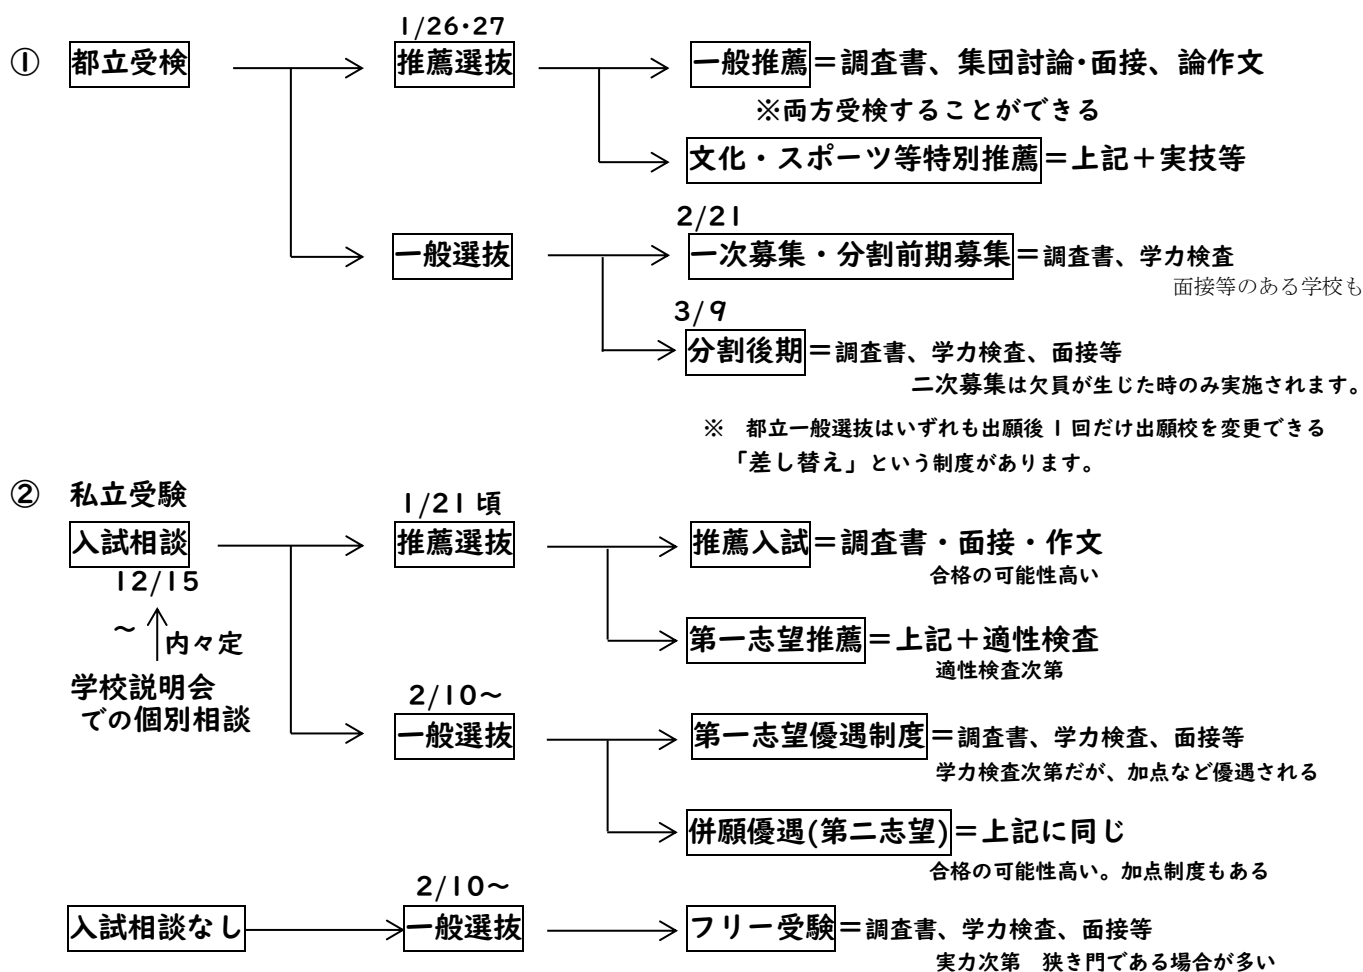 1/26・27
① 都立受検 推薦選抜 一般推薦＝調査書、集団討論・面接、論作文
※両方受検することができる
文化・スポーツ等特別推薦＝上記＋実技等
2/21
一般選抜 一次募集・分割前期募集＝調査書、学力検査
面接等のある学校も
3/9
分割後期＝調査書、学力検査、面接等
二次募集は欠員が生じた時のみ実施されます。
※ 都立一般選抜はいずれも出願後1回だけ出願校を変更できる
「差し替え」という制度があります。
② 私立受験 1/21頃
入試相談 推薦選抜 推薦入試＝調査書・面接・作文
12/15 合格の可能性高い
～ 内々定 第一志望推薦＝上記＋適性検査
適性検査次第
学校説明会 2/10～
での個別相談 一般選抜 第一志望優遇制度＝調査書、学力検査、面接等
学力検査次第だが、加点など優遇される
併願優遇(第二志望)＝上記に同じ
合格の可能性高い。加点制度もある
2/10～
入試相談なし 一般選抜 フリー受験＝調査書、学力検査、面接等
実力次第 狭き門である場合が多い